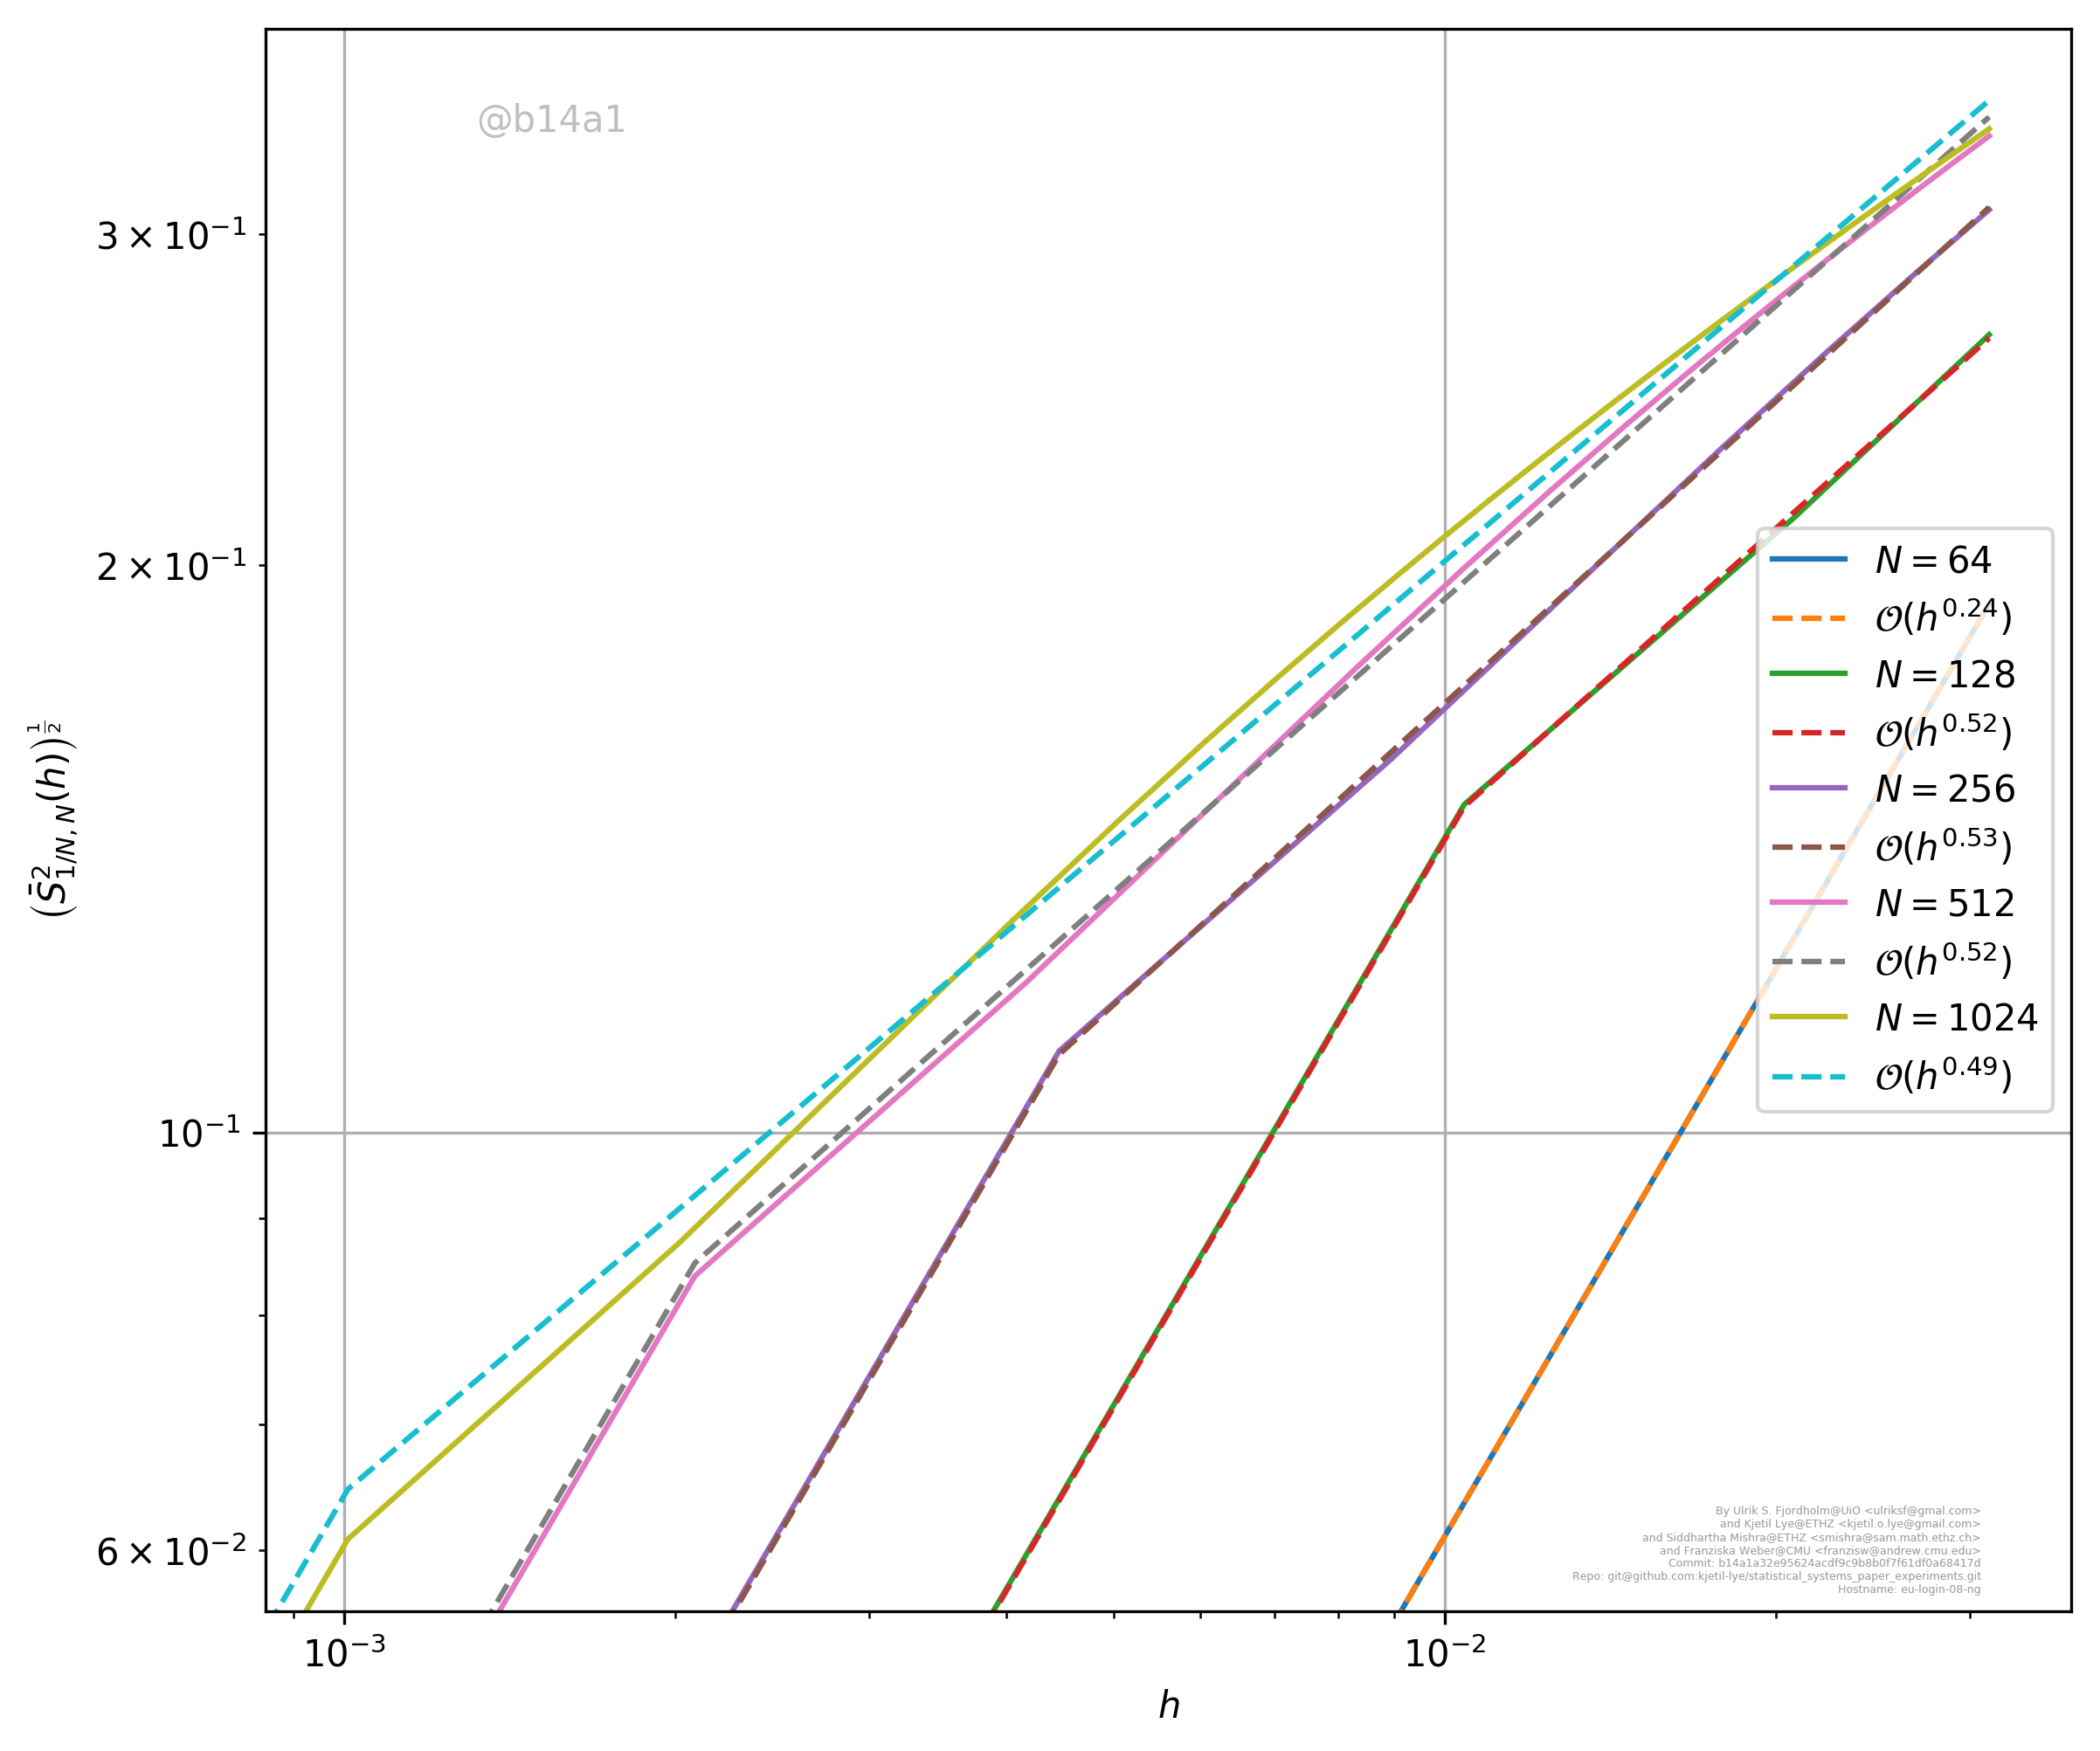 @b14a1
3 × 10⁻¹
2 × 10⁻¹
10⁻¹
6 × 10⁻²
(S̄²_{1/N, N}(h))^{1/2}
N = 64
𝒪(h^{0.24})
N = 128
𝒪(h^{0.52})
N = 256
𝒪(h^{0.53})
N = 512
𝒪(h^{0.52})
N = 1024
𝒪(h^{0.49})
By Ulrik S. Fjordholm@UiO <ulriksf@gmal.com>
and Kjetil Lye@ETHZ <kjetil.o.lye@gmail.com>
and Siddhartha Mishra@ETHZ <smishra@sam.math.ethz.ch>
and Franziska Weber@CMU <franzisw@andrew.cmu.edu>
Commit: b14a1a32e95624acdf9c9b8b0f7f61df0a68417d
Repo: git@github.com:kjetil-lye/statistical_systems_paper_experiments.git
Hostname: eu-login-08-ng
10⁻³
10⁻²
h